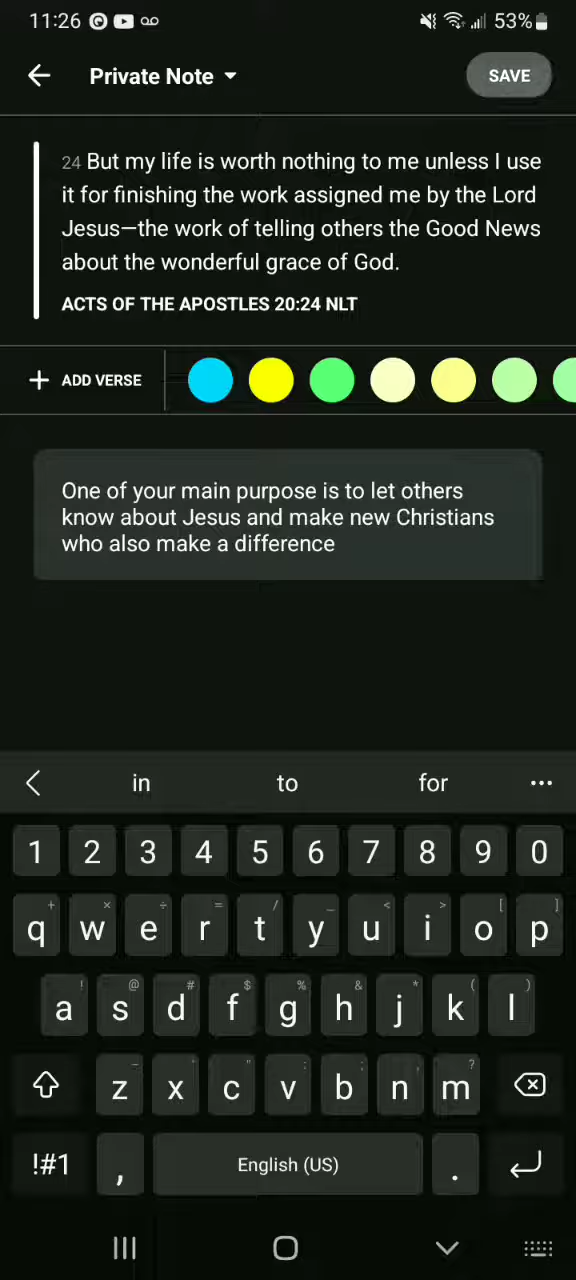 11:26 53%
Private Note SAVE
24 But my life is worth nothing to me unless I use
it for finishing the work assigned me by the Lord
Jesus—the work of telling others the Good News
about the wonderful grace of God.
ACTS OF THE APOSTLES 20:24 NLT
+ ADD VERSE
One of your main purpose is to let others
know about Jesus and make new Christians
who also make a difference
in to for ...
1 2 3 4 5 6 7 8 9 0
+ × ÷ = / _ < > [ ]
q w e r t y u i o p
! @ # $ % & * ( )
a s d f g h j k l
- ' " : ; , ?
z x c v b n m
!#1 , English (US) .